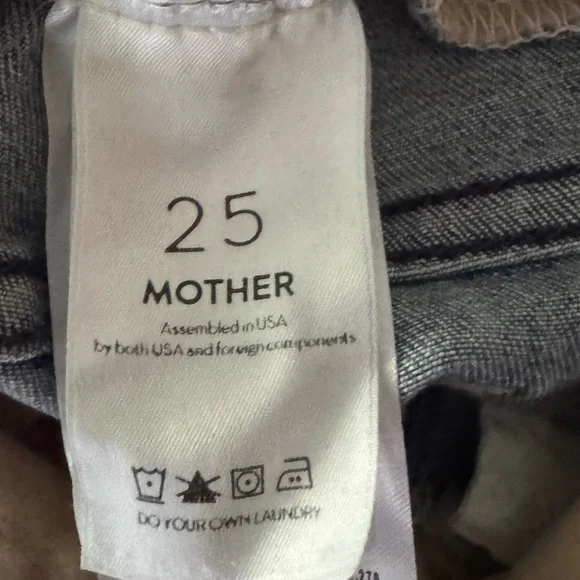 25
MOTHER
Assembled in USA
by both USA and foreign components
DO YOUR OWN LAUNDRY